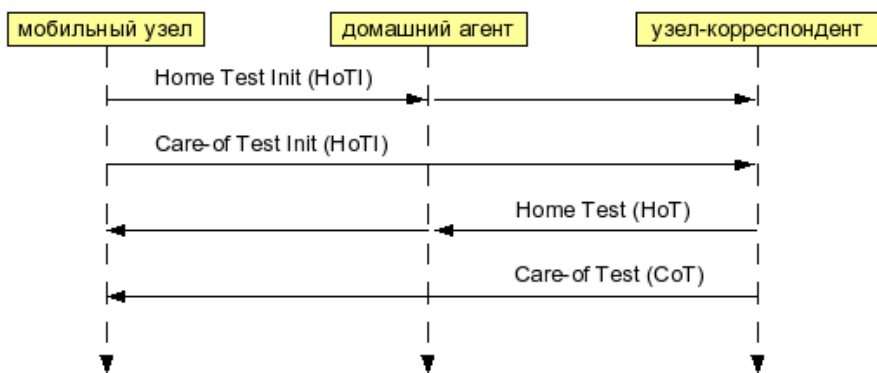 мобильный узел
домашний агент
узел-корреспондент
Home Test Init (HoTI)
Care-of Test Init (HoTI)
Home Test (HoT)
Care-of Test (CoT)